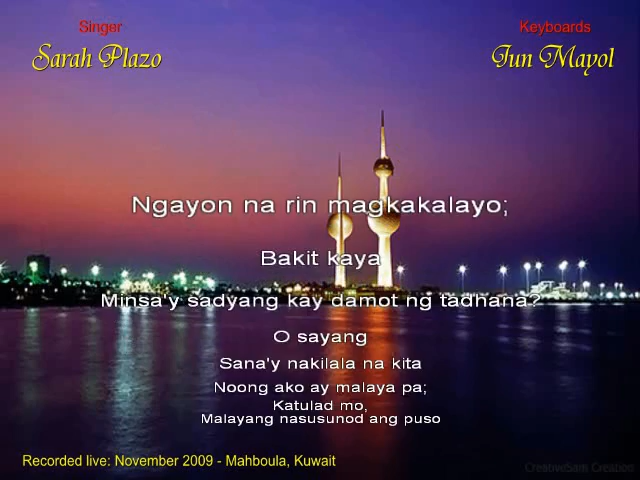 Singer
Sarah Plazo
Keyboards
Jun Mayol
Ngayon na rin magkakalayo;
Bakit kaya
Minsa'y sadyang kay damot ng tadhana?
O sayang
Sana'y nakilala na kita
Noong ako ay malaya pa;
Katulad mo,
Malayang nasusunod ang puso
Recorded live: November 2009 - Mahboula, Kuwait
CreativeSam Creation